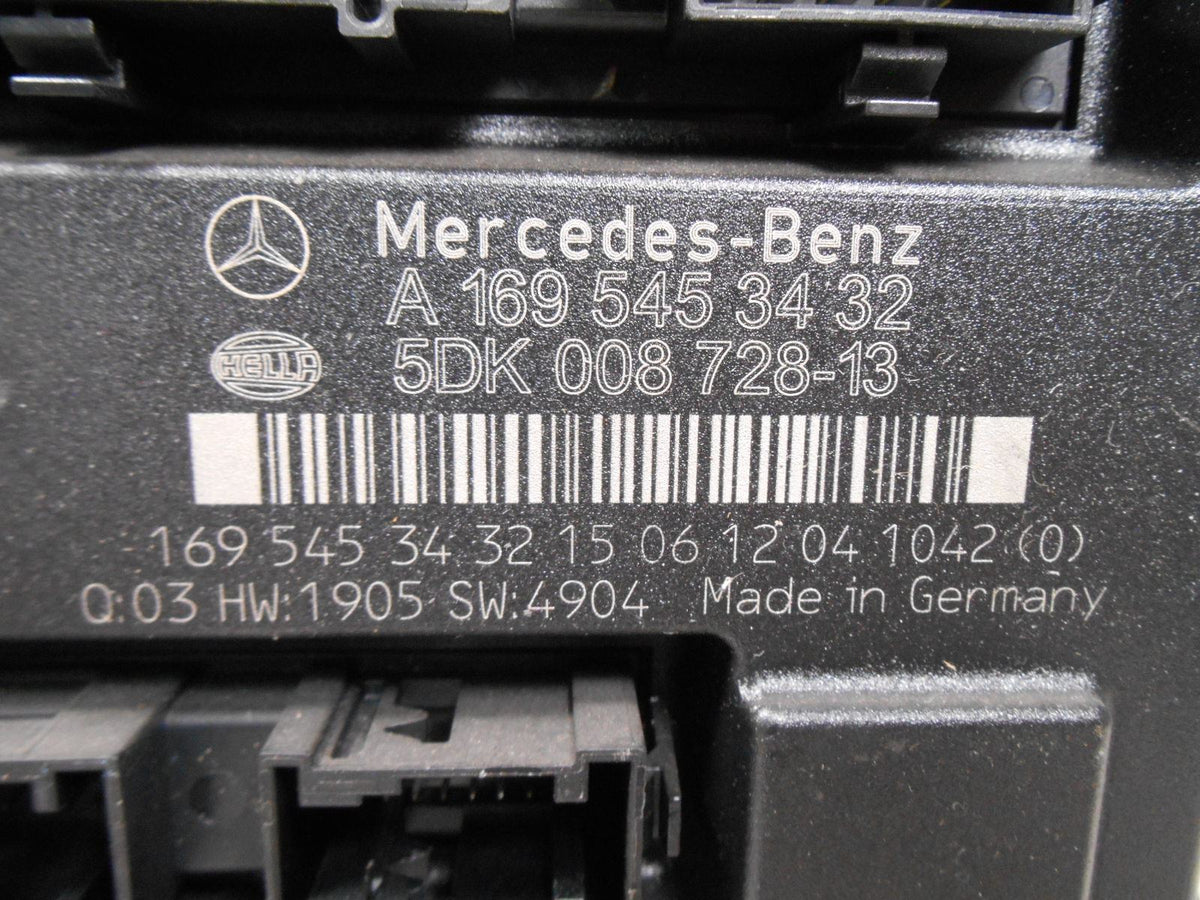 Mercedes-Benz
A 169 545 34 32
HELLA
5DK 008 728-13
169 545 34 32 15 06 12 04 1042 (0)
Q:03 HW:1905 SW:4904 Made in Germany